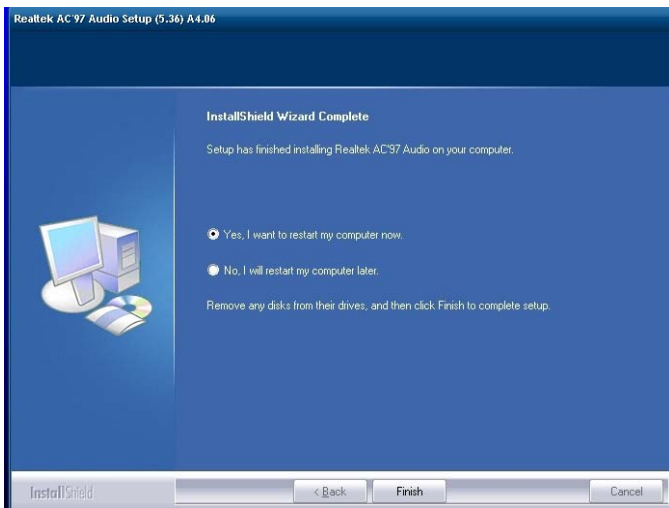 Realtek AC'97 Audio Setup (5.36) A4.06
InstallShield Wizard Complete
Setup has finished installing Realtek AC'97 Audio on your computer.
Yes, I want to restart my computer now.
No, I will restart my computer later.
Remove any disks from their drives, and then click Finish to complete setup.
InstallShield
< Back
Finish
Cancel